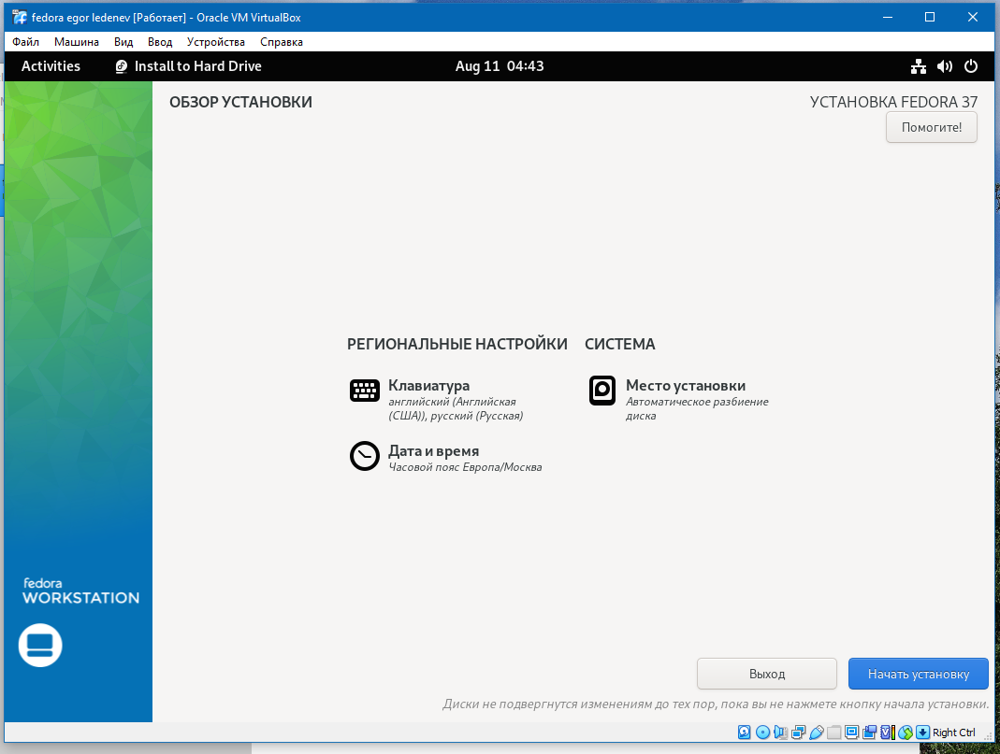 fedora egor ledenev [Работает] - Oracle VM VirtualBox
Файл Машина Вид Ввод Устройства Справка
Activities Install to Hard Drive Aug 11 04:43
ОБЗОР УСТАНОВКИ
УСТАНОВКА FEDORA 37
Помогите!
РЕГИОНАЛЬНЫЕ НАСТРОЙКИ
Клавиатура
английский (Английская
(США)), русский (Русская)
Дата и время
Часовой пояс Европа/Москва
СИСТЕМА
Место установки
Автоматическое разбиение
диска
fedora
WORKSTATION
Выход
Начать установку
Диски не подвергнутся изменениям до тех пор, пока вы не нажмете кнопку начала установки.
Right Ctrl